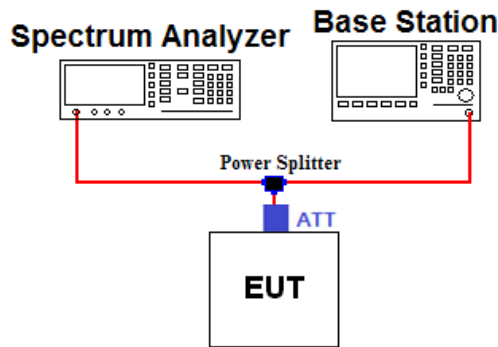 Spectrum Analyzer
Base Station
Power Splitter
ATT
EUT